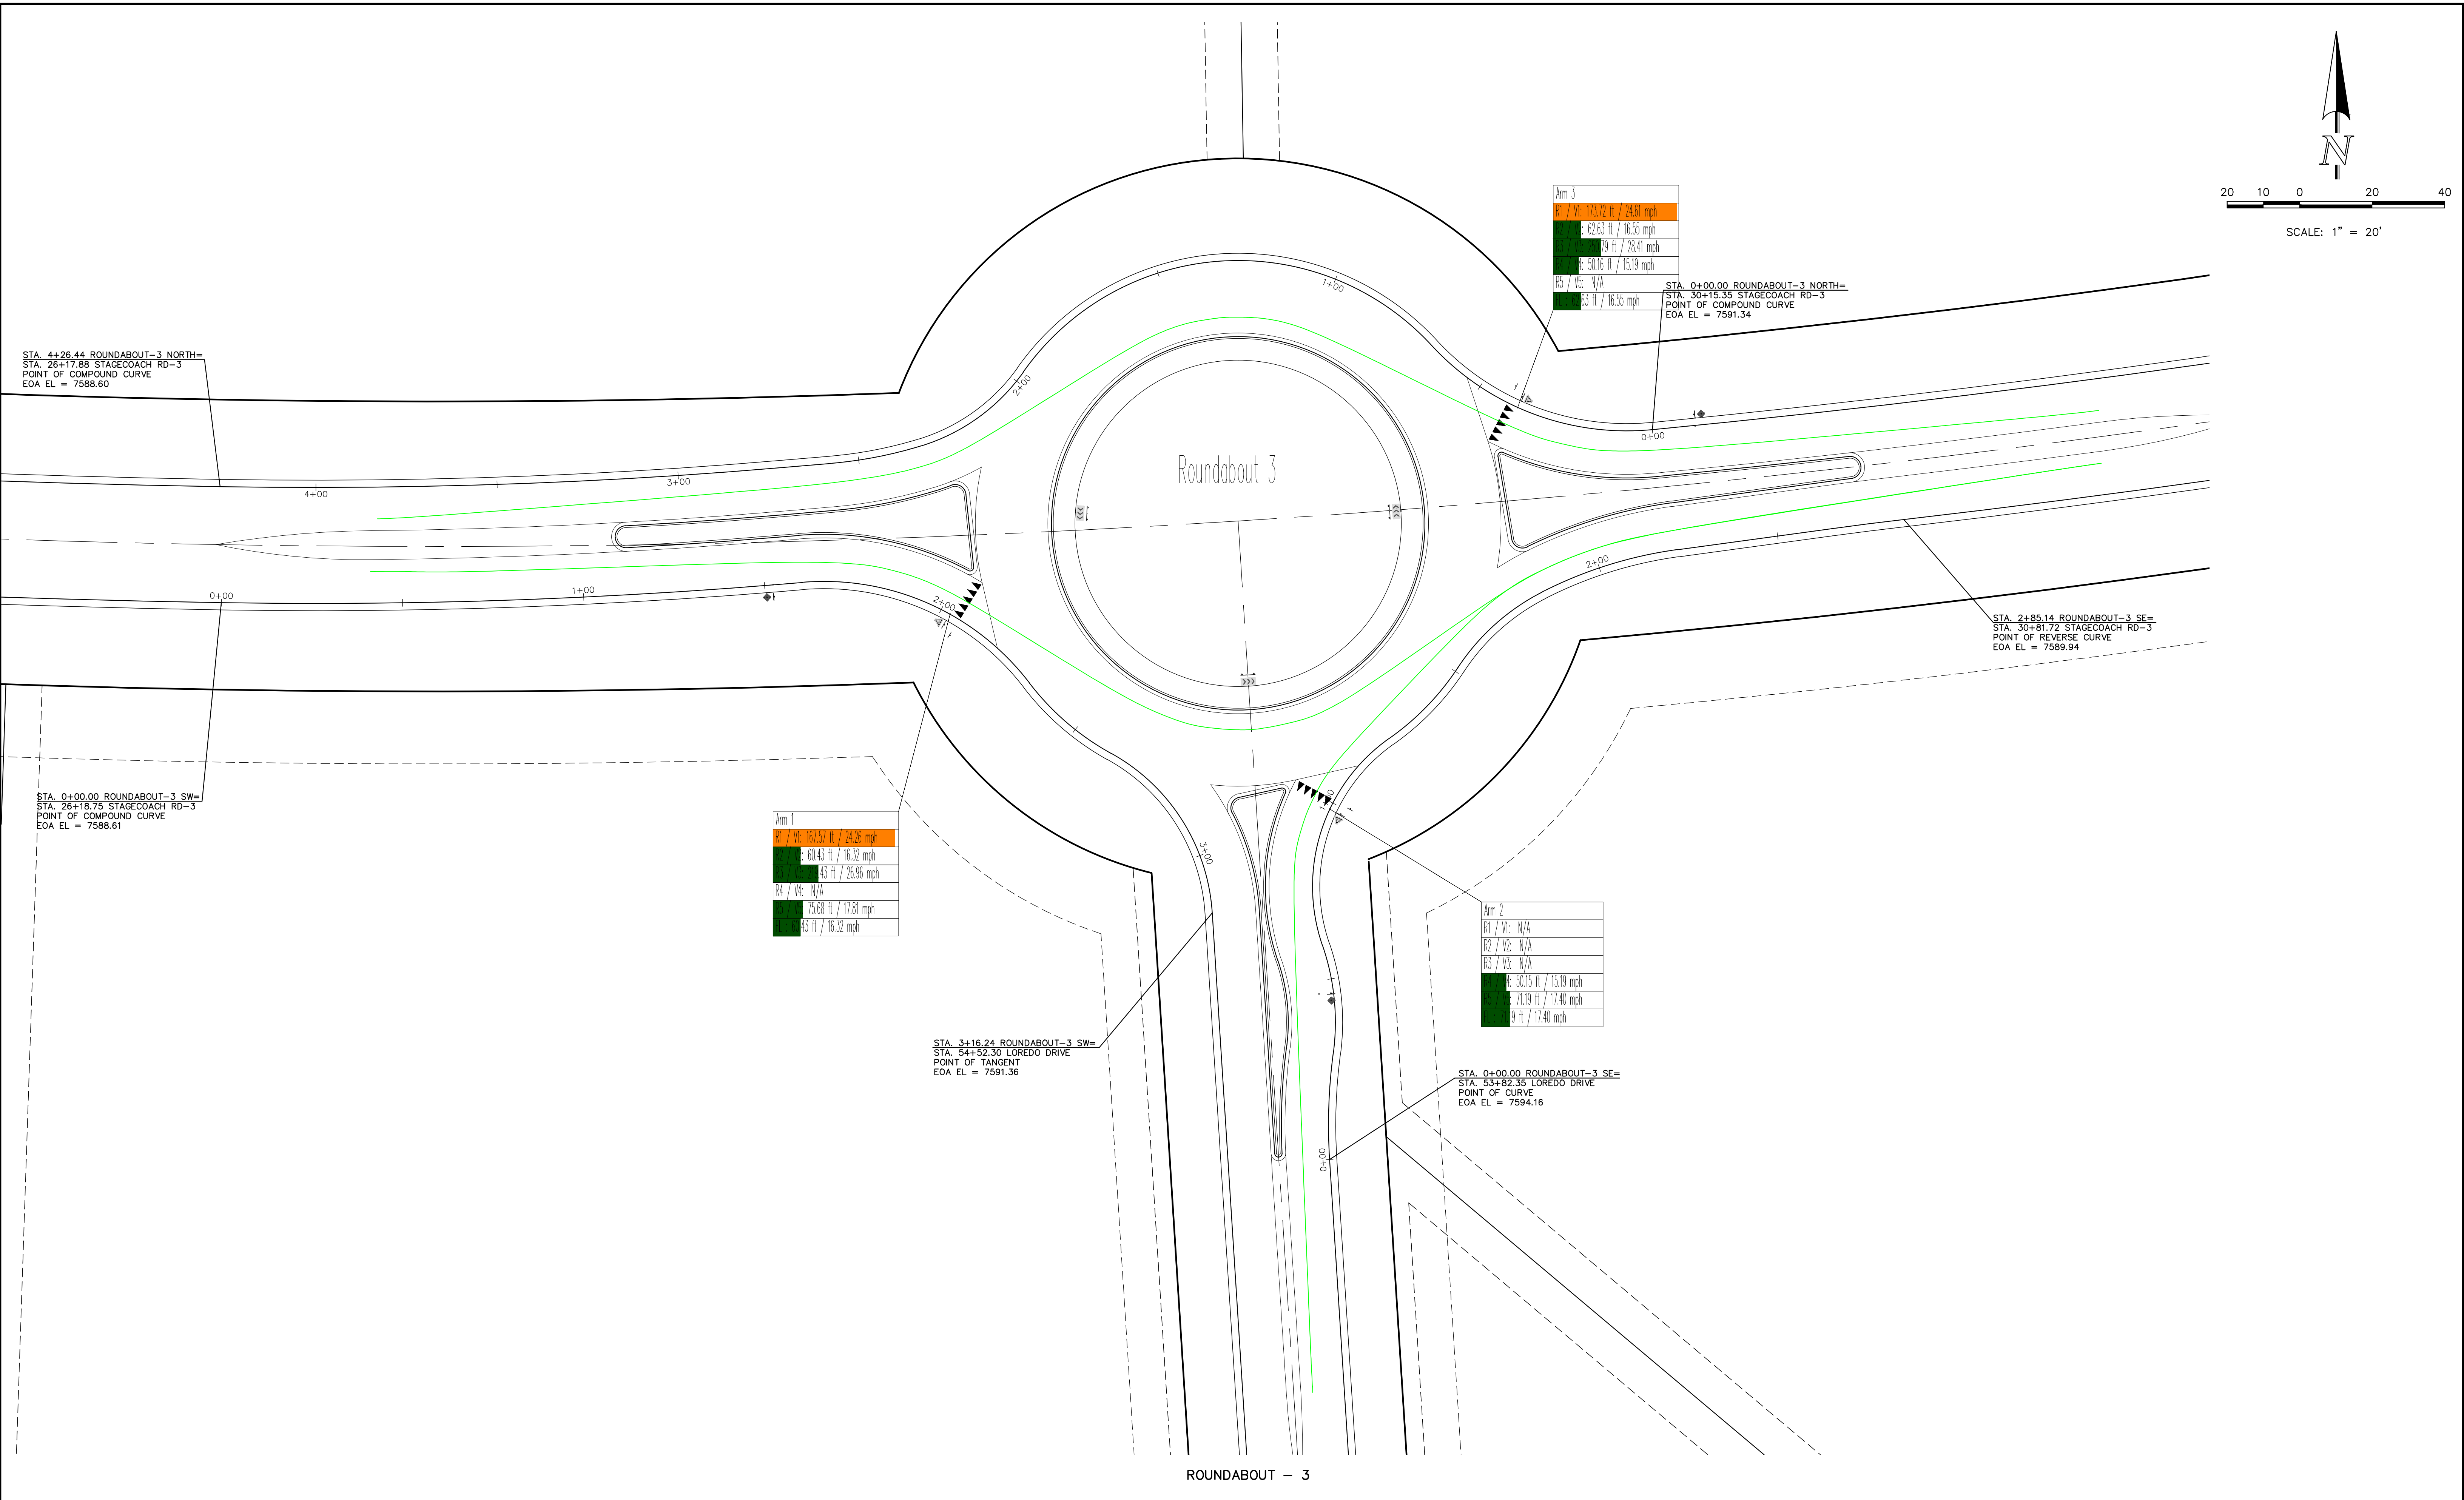 N
20 10 0 20 40
SCALE: 1" = 20'
Arm 3
R1 / V1: 173.72 ft / 24.61 mph
62.63 ft / 16.55 mph
79 ft / 28.41 mph
4: 50.16 ft / 15.19 mph
R5 / V5: N/A
63 ft / 16.55 mph
STA. 0+00.00 ROUNDABOUT-3 NORTH=
STA. 30+15.35 STAGECOACH RD-3
POINT OF COMPOUND CURVE
EOA EL = 7591.34
STA. 4+26.44 ROUNDABOUT-3 NORTH=
STA. 26+17.88 STAGECOACH RD-3
POINT OF COMPOUND CURVE
EOA EL = 7588.60
1+00
2+00
0+00
3+00
4+00
Roundabout 3
0+00
1+00
2+00
2+00
STA. 2+85.14 ROUNDABOUT-3 SE=
STA. 30+81.72 STAGECOACH RD-3
POINT OF REVERSE CURVE
EOA EL = 7589.94
STA. 0+00.00 ROUNDABOUT-3 SW=
STA. 26+18.75 STAGECOACH RD-3
POINT OF COMPOUND CURVE
EOA EL = 7588.61
Arm 1
R1 / V1: 167.57 ft / 24.26 mph
60.43 ft / 16.32 mph
43 ft / 26.96 mph
R4 / V4: N/A
75.68 ft / 17.81 mph
43 ft / 16.32 mph
1+00
3+00
Arm 2
R1 / V1: N/A
R2 / V2: N/A
R3 / V3: N/A
4: 50.15 ft / 15.19 mph
71.19 ft / 17.40 mph
19 ft / 17.40 mph
STA. 3+16.24 ROUNDABOUT-3 SW=
STA. 54+52.30 LOREDO DRIVE
POINT OF TANGENT
EOA EL = 7591.36
STA. 0+00.00 ROUNDABOUT-3 SE=
STA. 53+82.35 LOREDO DRIVE
POINT OF CURVE
EOA EL = 7594.16
0+00
ROUNDABOUT - 3